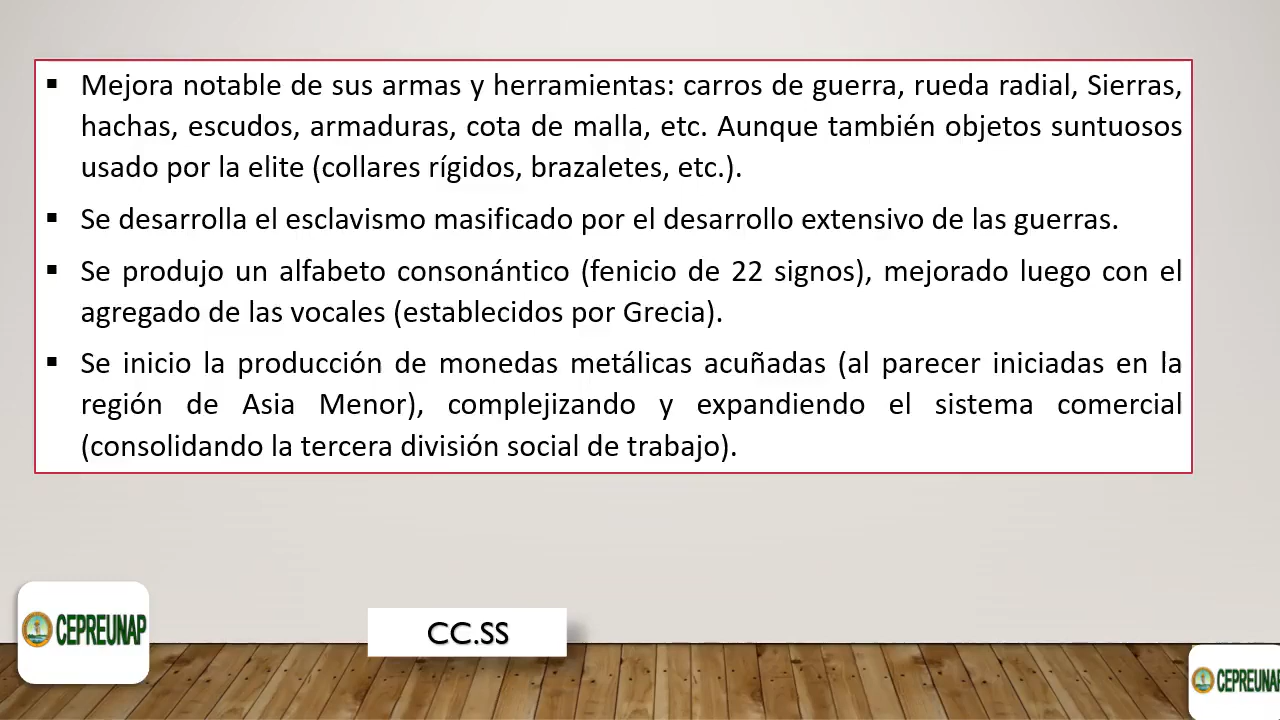 ▪ Mejora notable de sus armas y herramientas: carros de guerra, rueda radial, Sierras,
hachas, escudos, armaduras, cota de malla, etc. Aunque también objetos suntuosos
usado por la elite (collares rígidos, brazaletes, etc.).
▪ Se desarrolla el esclavismo masificado por el desarrollo extensivo de las guerras.
▪ Se produjo un alfabeto consonántico (fenicio de 22 signos), mejorado luego con el
agregado de las vocales (establecidos por Grecia).
▪ Se inicio la producción de monedas metálicas acuñadas (al parecer iniciadas en la
región de Asia Menor), complejizando y expandiendo el sistema comercial
(consolidando la tercera división social de trabajo).
CEPREUNAP
CC.SS
CEPREUNAP